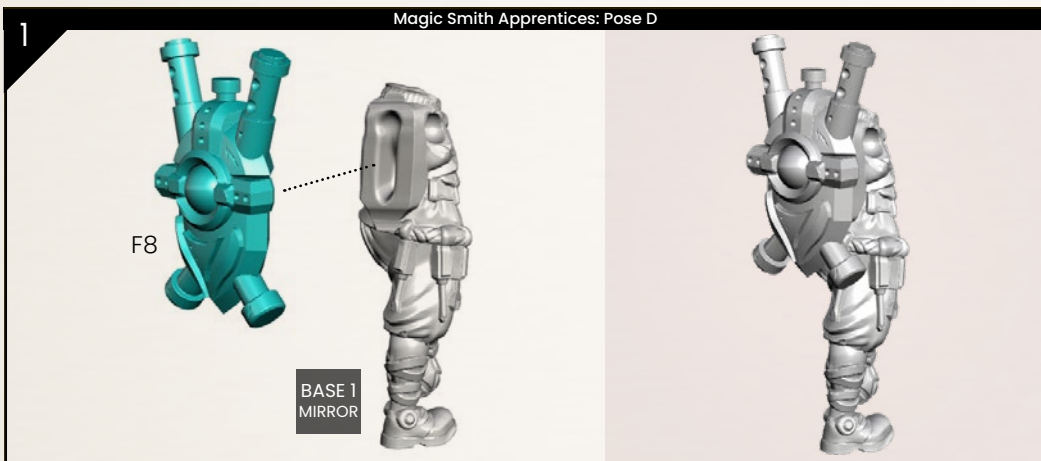 Magic Smith Apprentices: Pose D
1
F8
BASE 1
MIRROR